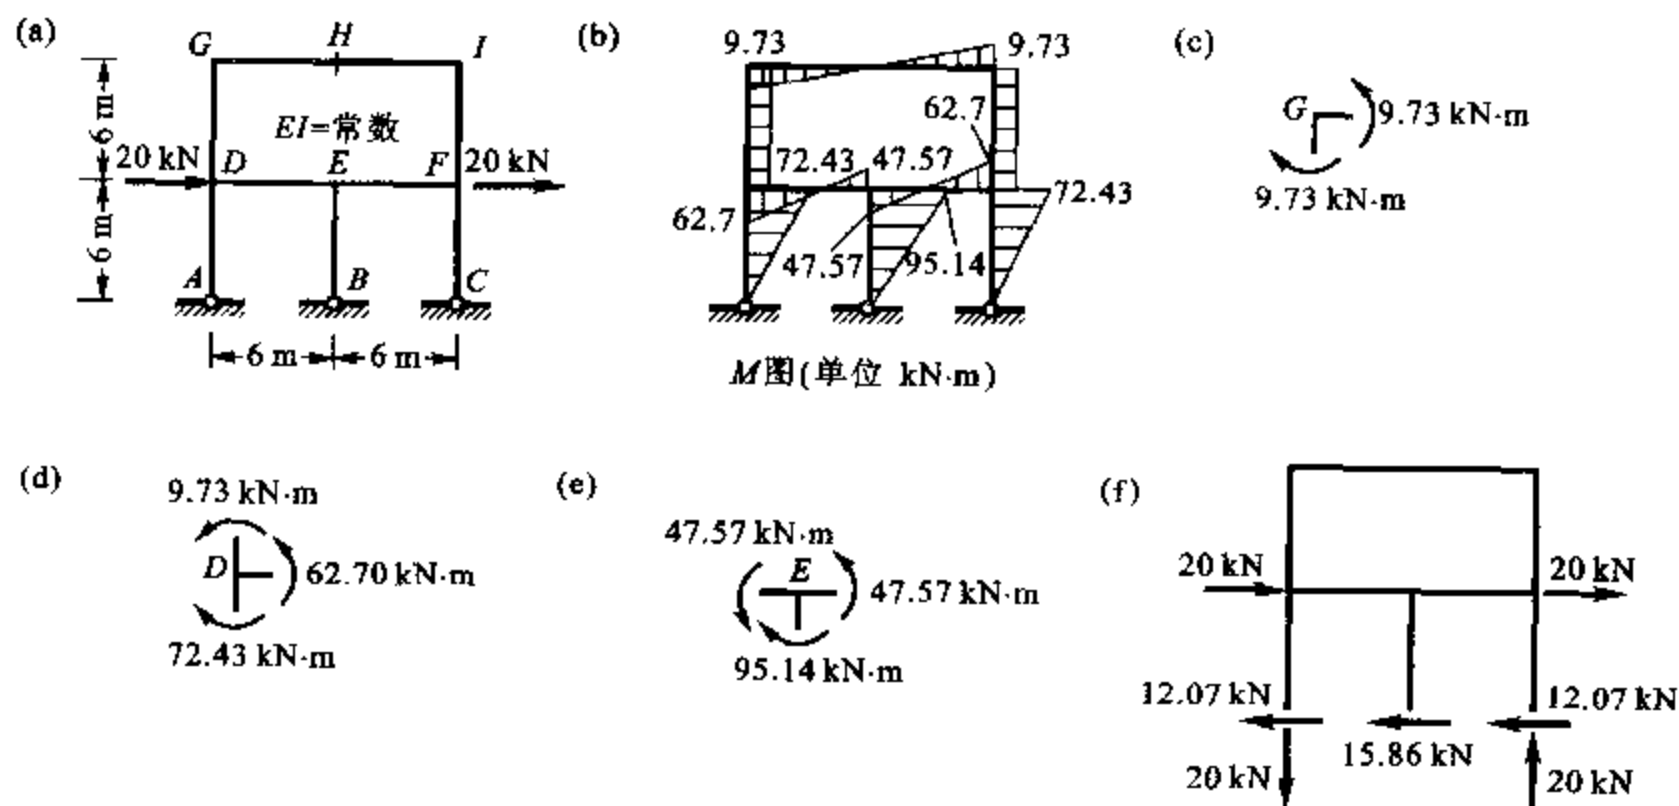 (a)
G
H
I
6 m
EI=常数
20 kN
D
E
F
20 kN
6 m
A
B
C
6 m
6 m
(b)
9.73
9.73
62.7
72.43
47.57
72.43
62.7
47.57
95.14
M图(单位 kN·m)
(c)
G
9.73 kN·m
9.73 kN·m
(d)
9.73 kN·m
D
62.70 kN·m
72.43 kN·m
(e)
47.57 kN·m
E
47.57 kN·m
95.14 kN·m
(f)
20 kN
20 kN
12.07 kN
12.07 kN
15.86 kN
20 kN
20 kN